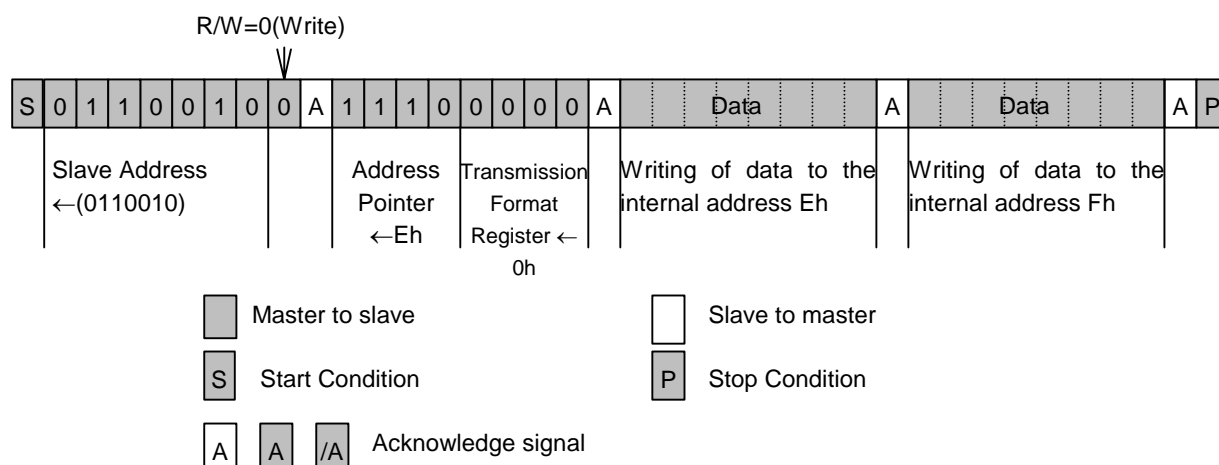 R/W=0(Write)
S 0 1 1 0 0 1 0 0 A 1 1 1 0 0 0 0 0 A Data A Data A P
Slave Address
←(0110010)
Address
Pointer
←Eh
Transmission
Format
Register ←
0h
Writing of data to the
internal address Eh
Writing of data to the
internal address Fh
Master to slave
Slave to master
S Start Condition
P Stop Condition
A A /A Acknowledge signal